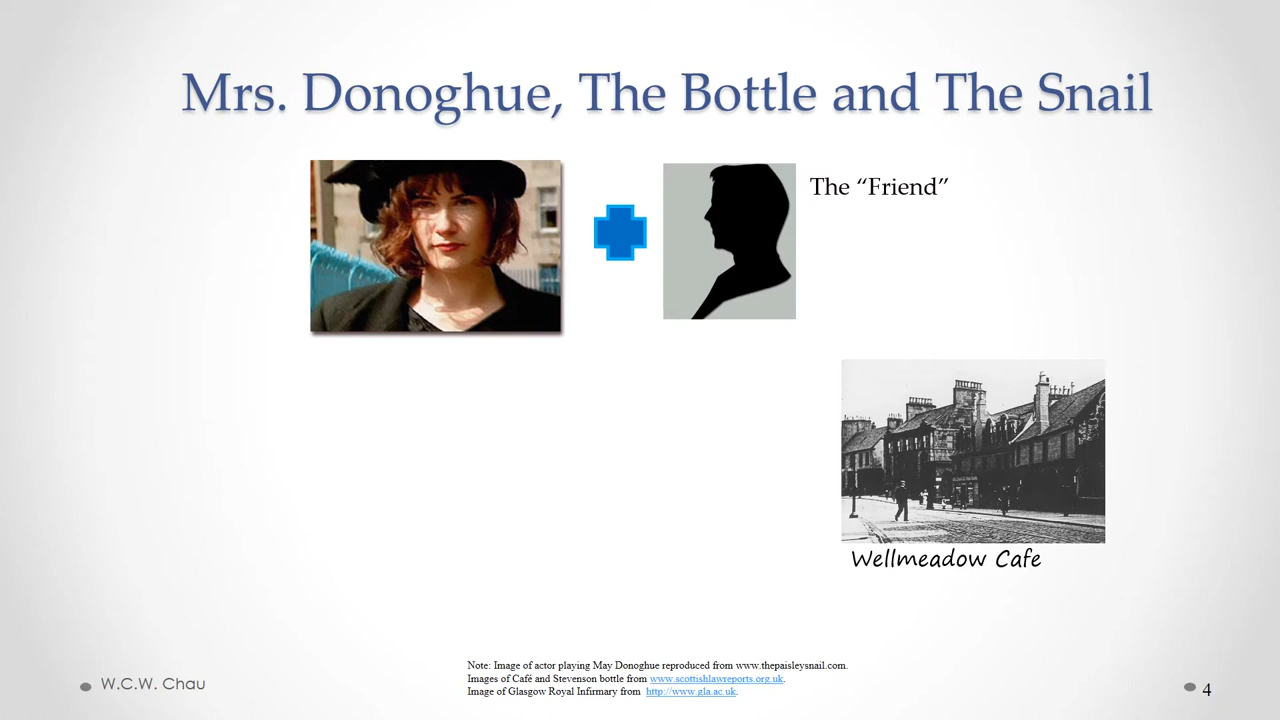 Mrs. Donoghue, The Bottle and The Snail
The “Friend”
Wellmeadow Cafe
Note: Image of actor playing May Donoghue reproduced from www.thepaisleysnail.com.
Images of Café and Stevenson bottle from www.scottishlawreports.org.uk.
Image of Glasgow Royal Infirmary from http://www.gla.ac.uk.
W.C.W. Chau
4